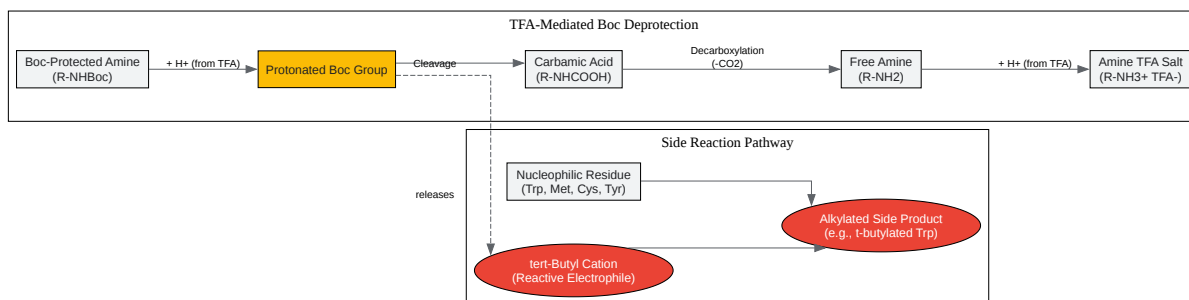 TFA-Mediated Boc Deprotection
Boc-Protected Amine
(R-NHBoc)
+ H+ (from TFA)
Protonated Boc Group
Cleavage
Carbamic Acid
(R-NHCOOH)
Decarboxylation
(-CO2)
Free Amine
(R-NH2)
+ H+ (from TFA)
Amine TFA Salt
(R-NH3+ TFA-)
Side Reaction Pathway
Nucleophilic Residue
(Trp, Met, Cys, Tyr)
releases
Alkylated Side Product
(e.g., t-butylated Trp)
tert-Butyl Cation
(Reactive Electrophile)